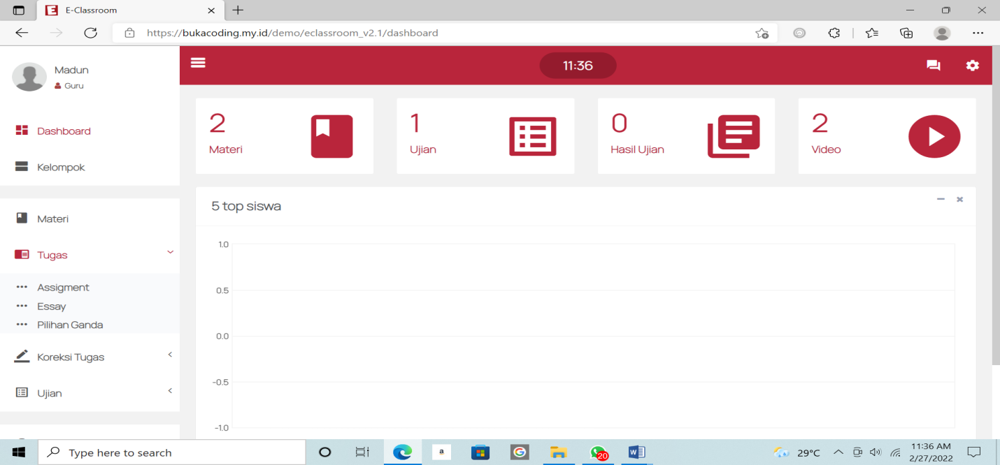 E-Classroom
https://bukacoding.my.id/demo/eclassroom_v2.1/dashboard
Madun
Guru
11:36
Dashboard
Kelompok
Materi
Tugas
Assigment
Essay
Pilihan Ganda
Koreksi Tugas
Ujian
2
Materi
1
Ujian
0
Hasil Ujian
2
Video
5 top siswa
1.0
0.5
0.0
-0.5
-1.0
Type here to search
a
G
20
W
29°C
11:36 AM
2/27/2022